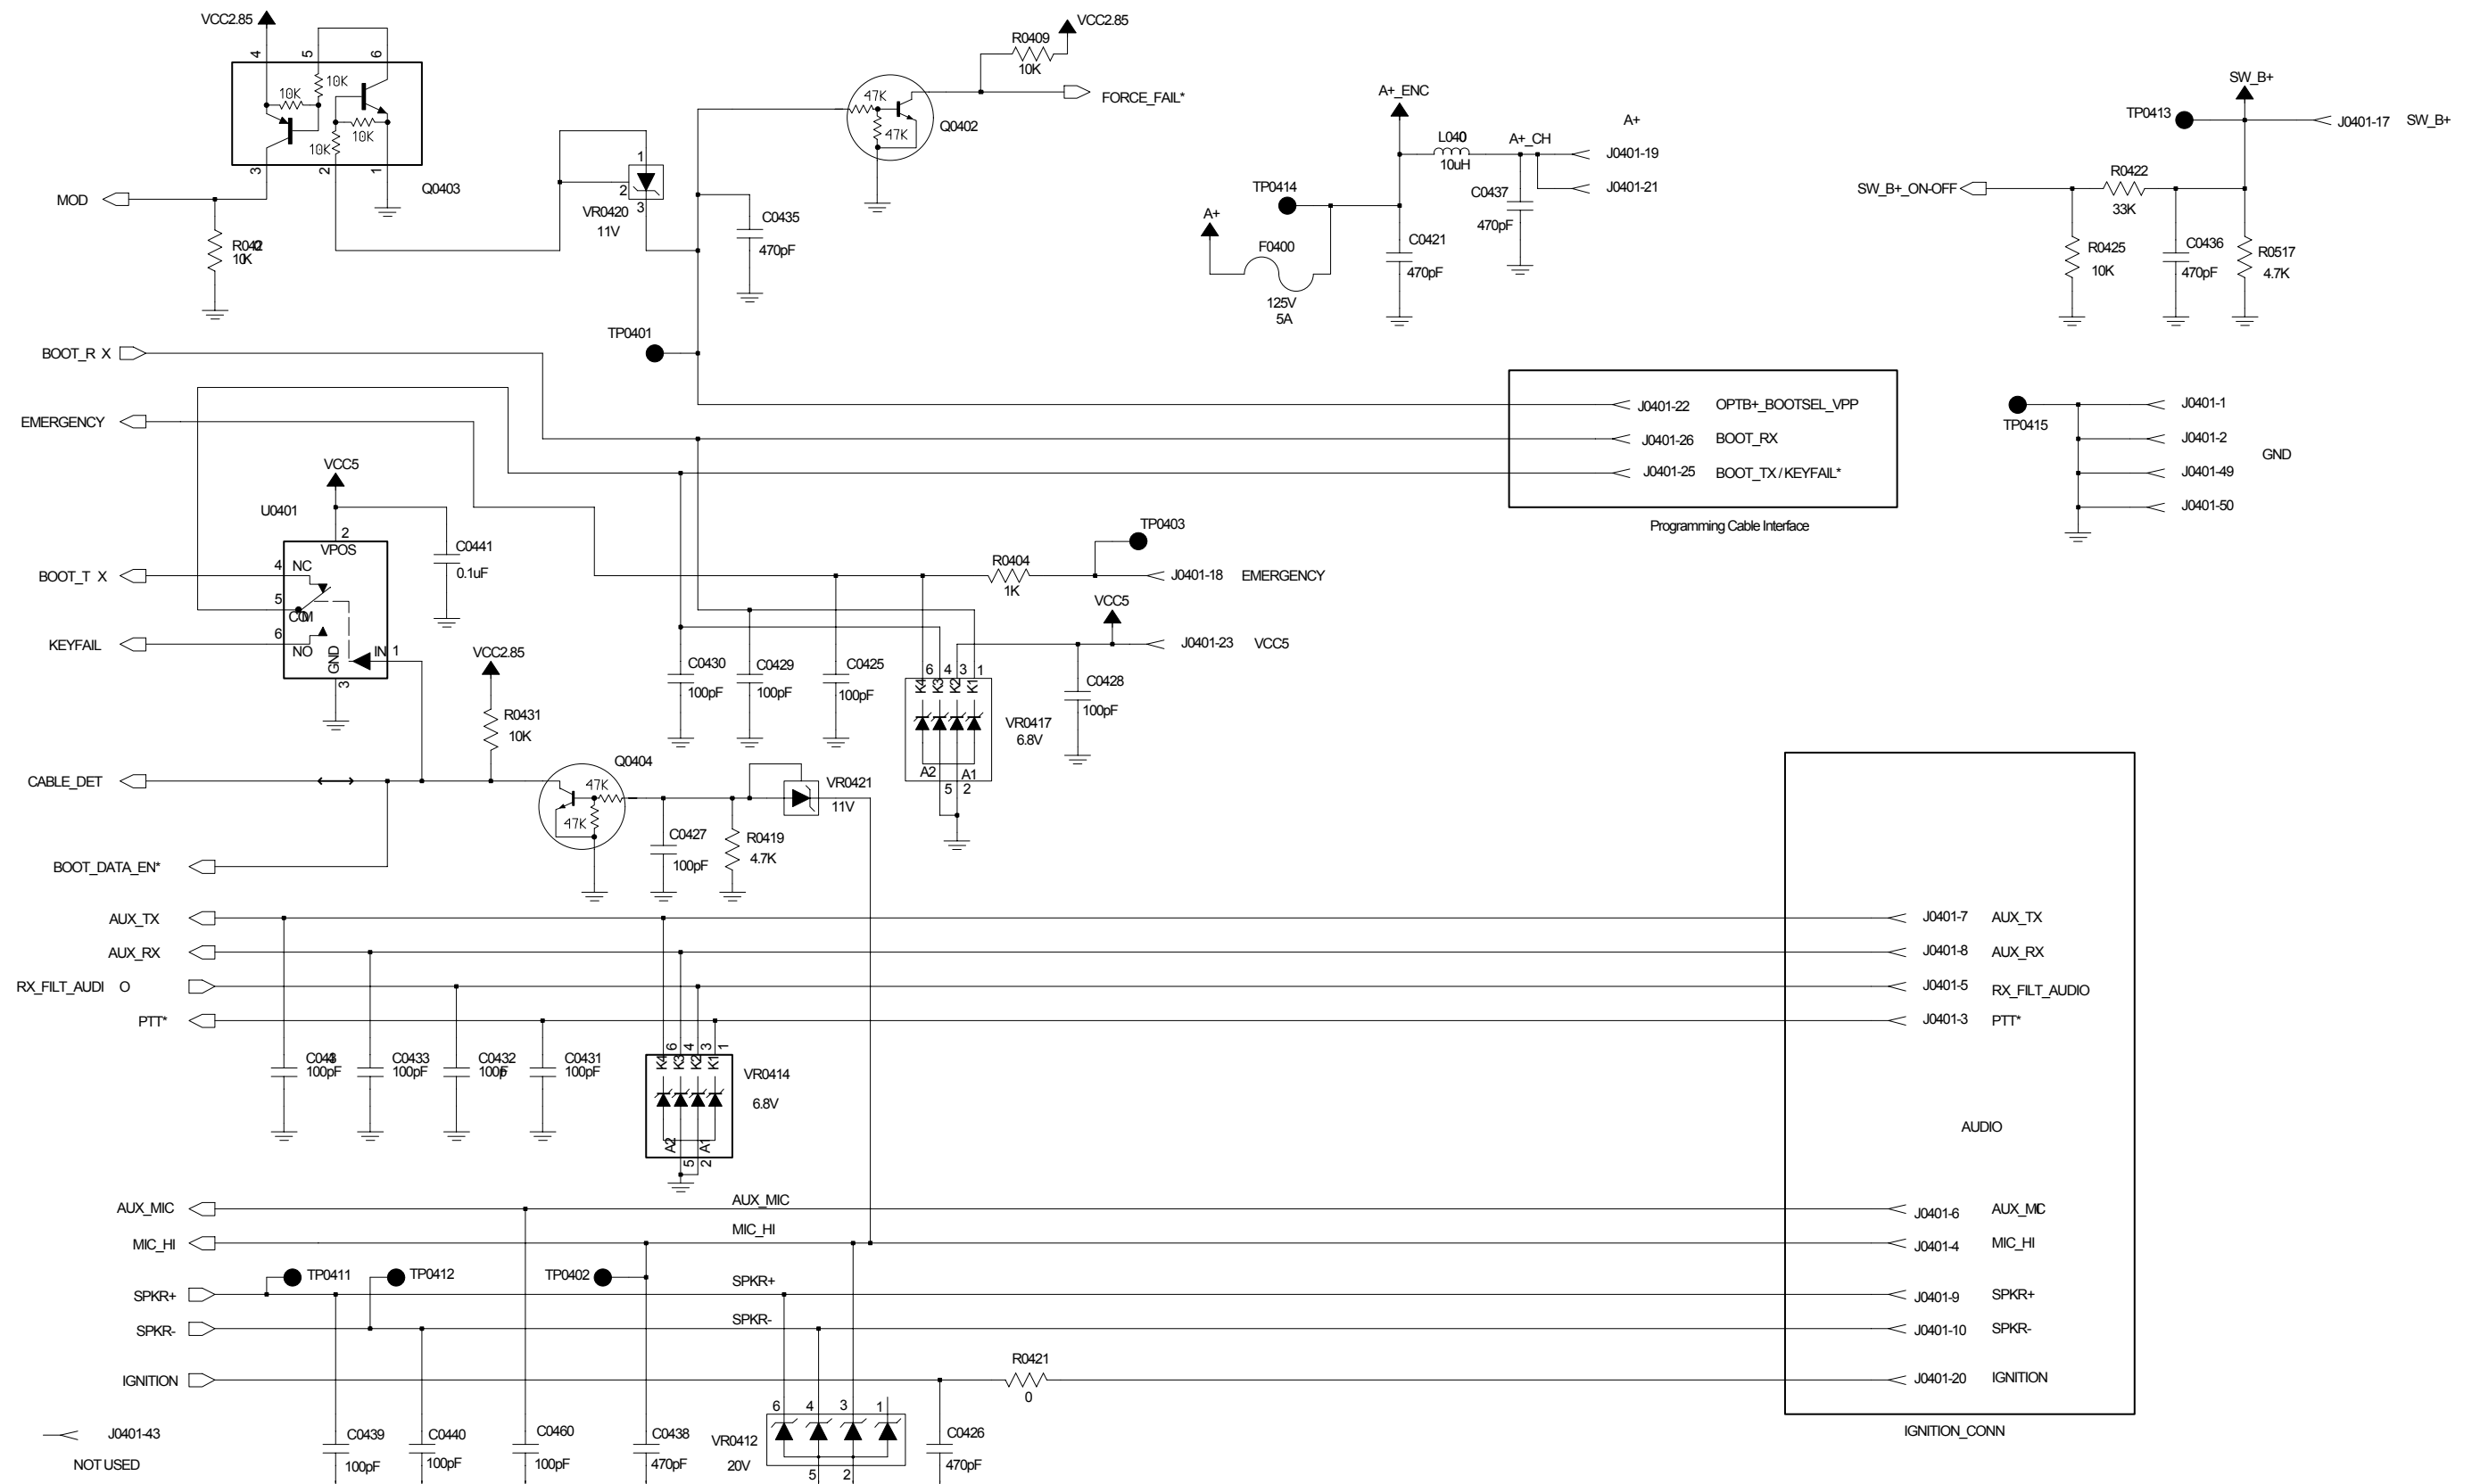 VCC2.85
4
5
6
10K
10K
10K
10K
3
2
1
Q0403
MOD
10K
VR0420
11V
1
2
3
C0435
470pF
47K
47K
Q0402
R0409
10K
VCC2.85
FORCE_FAIL*
A+_ENC
L040
10uH
A+_CH
A+
J0401-19
J0401-21
C0437
470pF
TP0414
A+
F0400
125V
5A
C0421
470pF
SW_B+
TP0413
J0401-17 SW_B+
SW_B+_ON-OFF
R0422
33K
R0425
10K
C0436
470pF
R0517
4.7K
TP0401
BOOT_R X
EMERGENCY
J0401-22 OPTB+_BOOTSEL_VPP
J0401-26 BOOT_RX
J0401-25 BOOT_TX / KEYFAIL*
Programming Cable Interface
TP0415
J0401-1
J0401-2
GND
J0401-49
J0401-50
VCC5
U0401
2
VPOS
C0441
0.1uF
BOOT_T X
4 NC
5
COM
KEYFAIL
6
NO
GND
IN 1
3
TP0403
R0404
1K
J0401-18 EMERGENCY
VCC5
J0401-23 VCC5
VCC2.85
R0431
10K
C0430
100pF
C0429
100pF
C0425
100pF
6 4 3 1
K4 K3 K2 K1
A2 A1
5 2
VR0417
6.8V
C0428
100pF
CABLE_DET
Q0404
47K
47K
VR0421
11V
C0427
100pF
R0419
4.7K
BOOT_DATA_EN*
AUX_TX
AUX_RX
RX_FILT_AUDI O
PTT*
J0401-7 AUX_TX
J0401-8 AUX_RX
J0401-5 RX_FILT_AUDIO
J0401-3 PTT*
100pF
C0433
100pF
C0432
100pF
C0431
100pF
6 4 3 1
K4 K3 K2 K1
A2 A1
5 2
VR0414
6.8V
AUDIO
AUX_MIC
AUX_MIC
J0401-6 AUX_MIC
MIC_HI
MIC_HI
J0401-4 MIC_HI
TP0411
TP0412
TP0402
SPKR+
SPKR+
J0401-9 SPKR+
SPKR-
SPKR-
J0401-10 SPKR-
IGNITION
R0421
0
J0401-20 IGNITION
IGNITION_CONN
J0401-43
NOT USED
C0439
100pF
C0440
100pF
C0460
100pF
C0438
470pF
VR0412
20V
6 4 3 1
5 2
C0426
470pF